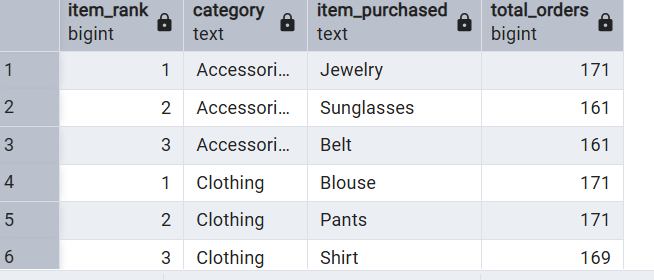 item_rank category item_purchased total_orders
bigint text text bigint
1 1 Accessori... Jewelry 171
2 2 Accessori... Sunglasses 161
3 3 Accessori... Belt 161
4 1 Clothing Blouse 171
5 2 Clothing Pants 171
6 3 Clothing Shirt 169